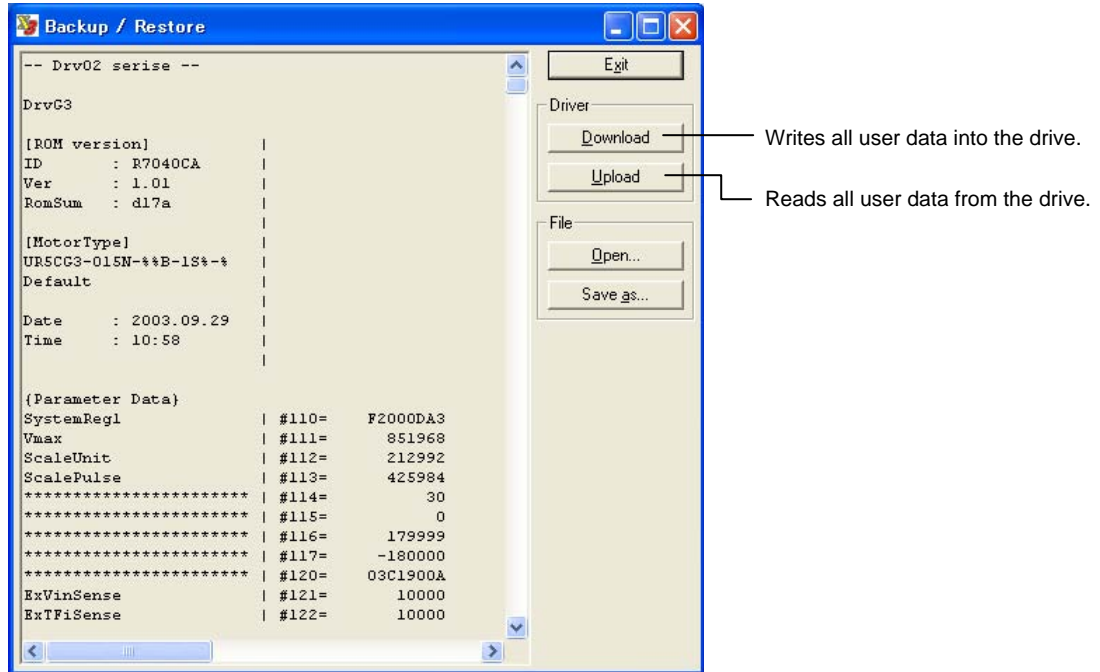 Backup / Restore
-- Drv02 serise --
DrvG3
[ROM version] |
ID : R7040CA |
Ver : 1.01 |
RomSum : d17a |
|
[MotorType] |
UR5CG3-015N-%%B-1S%-% |
Default |
|
Date : 2003.09.29 |
Time : 10:58 |
|
{Parameter Data}
SystemReg1 | #110= F2000DA3
Vmax | #111= 851968
ScaleUnit | #112= 212992
ScalePulse | #113= 425984
*********************** | #114= 30
*********************** | #115= 0
*********************** | #116= 179999
*********************** | #117= -180000
*********************** | #120= 03C1900A
ExVinSense | #121= 10000
ExTFiSense | #122= 10000
Exit
Driver
Download
Upload
File
Open...
Save as...
Writes all user data into the drive.
Reads all user data from the drive.